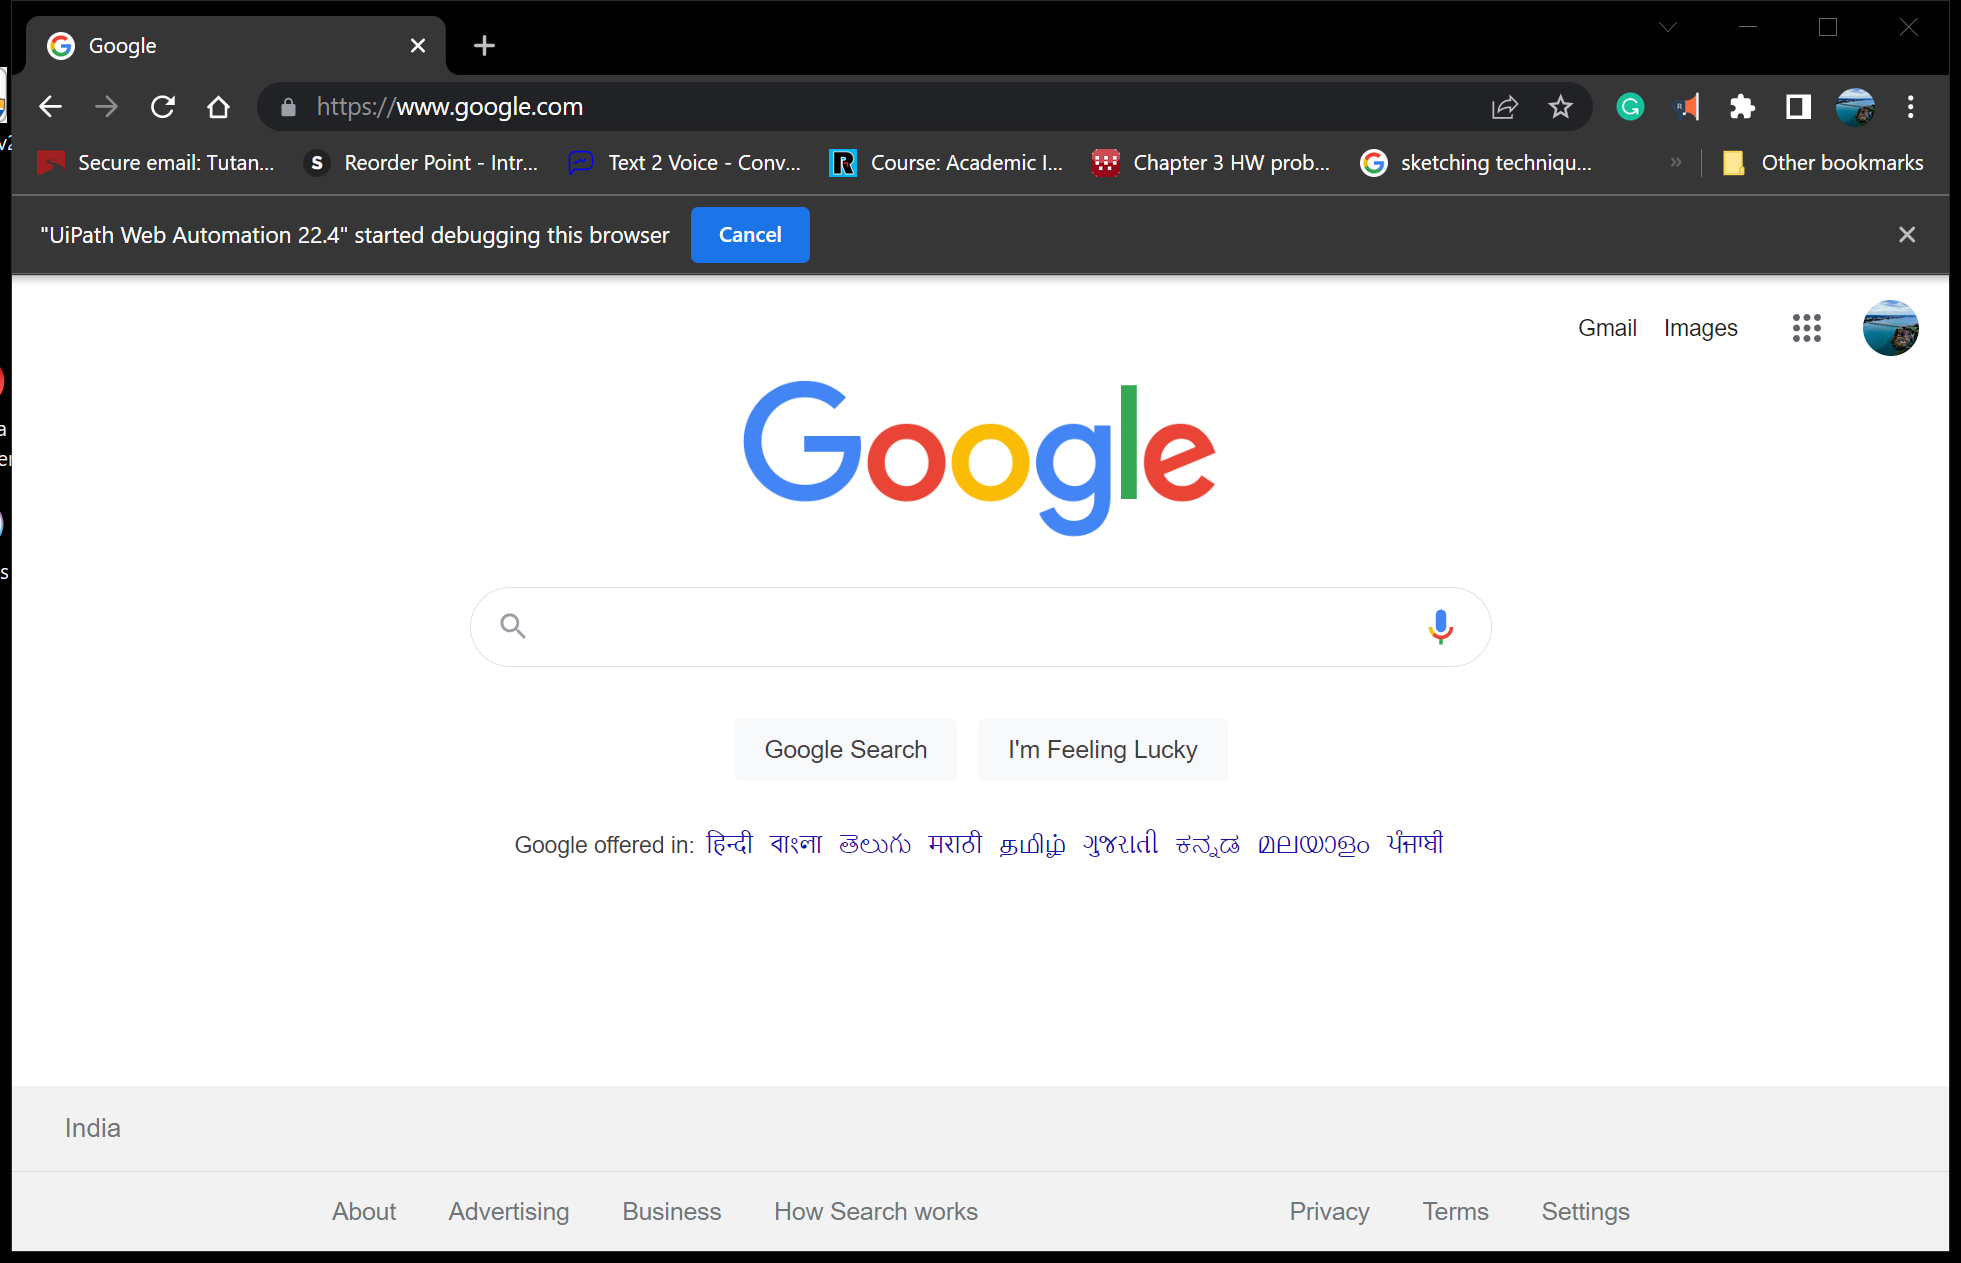 Google
https://www.google.com
Secure email: Tutan... Reorder Point - Intr... Text 2 Voice - Conv... Course: Academic I... Chapter 3 HW prob... sketching techniqu... » Other bookmarks
"UiPath Web Automation 22.4" started debugging this browser Cancel
Gmail Images
Google
Google Search I'm Feeling Lucky
Google offered in: हिन्दी বাংলা తెలుగు मराठी தமிழ் ગુજરાતી ಕನ್ನಡ മലയാളം ਪੰਜਾਬੀ
India
About Advertising Business How Search works Privacy Terms Settings